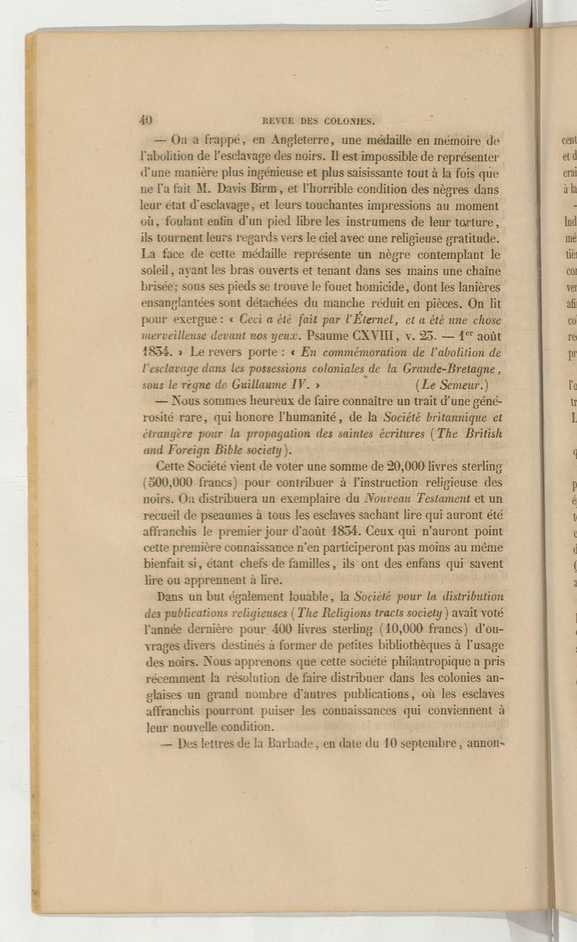 40 REVUE DES COLONIES.
— On a frappé, en Angleterre, une médaille en mémoire de
l'abolition de l'esclavage des noirs. Il est impossible de représenter
d'une manière plus ingénieuse et plus saisissante tout à la fois que
ne l'a fait M. Davis Birm, et l'horrible condition des nègres dans
leur état d'esclavage, et leurs touchantes impressions au moment
où, foulant enfin d'un pied libre les instrumens de leur torture,
ils tournent leurs regards vers le ciel avec une religieuse gratitude.
La face de cette médaille représente un nègre contemplant le
soleil, ayant les bras ouverts et tenant dans ses mains une chaîne
brisée; sous ses pieds se trouve le fouet homicide, dont les lanières
ensanglantées sont détachées du manche réduit en pièces. On lit
pour exergue: « Ceci a été fait par l'Éternel, et a été une chose
merveilleuse devant nos yeux. Psaume CXVIII, v. 23. — 1er août
1834. » Le revers porte : « En commémoration de l'abolition de
l'esclavage dans les possessions coloniales de la Grande-Bretagne,
sous le règne de Guillaume IV. » (Le Semeur.)
— Nous sommes heureux de faire connaître un trait d'une géné-
rosité rare, qui honore l'humanité, de la Société britannique et
étrangère pour la propagation des saintes écritures (The British
and Foreign Bible society).
Cette Société vient de voter une somme de 20,000 livres sterling
(500,000 francs) pour contribuer à l'instruction religieuse des
noirs. On distribuera un exemplaire du Nouveau Testament et un
recueil de pseaumes à tous les esclaves sachant lire qui auront été
affranchis le premier jour d'août 1834. Ceux qui n'auront point
cette première connaissance n'en participeront pas moins au même
bienfait si, étant chefs de familles, ils ont des enfans qui savent
lire ou apprennent à lire.
Dans un but également louable, la Société pour la distribution
des publications religieuses (The Religions tracts society) avait voté
l'année dernière pour 400 livres sterling (10,000 francs) d'ou-
vrages divers destinés à former de petites bibliothèques à l'usage
des noirs. Nous apprenons que cette société philantropique a pris
récemment la résolution de faire distribuer dans les colonies an-
glaises un grand nombre d'autres publications, où les esclaves
affranchis pourront puiser les connaissances qui conviennent à
leur nouvelle condition.
— Des lettres de la Barbade, en date du 10 septembre, annon-